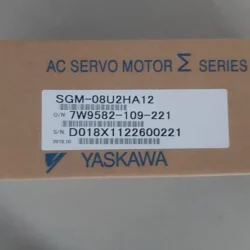 AC SERVO MOTOR Σ SERIES
SGM-08U2HA12
O/N 7W9582-109-221
S/N D018X1122600221
YASKAWA